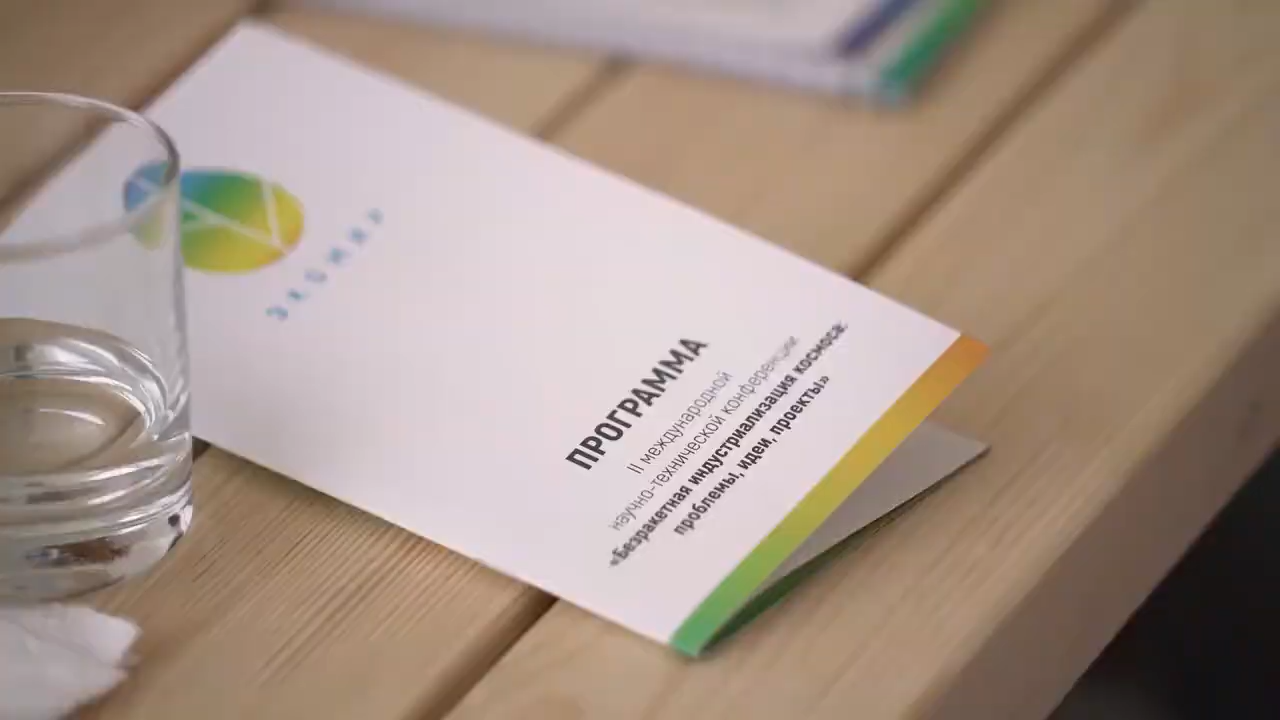 ЭКОМИР
ПРОГРАММА
II международной
научно-технической конференции
«Безракетная индустриализация космоса:
проблемы, идеи, проекты»